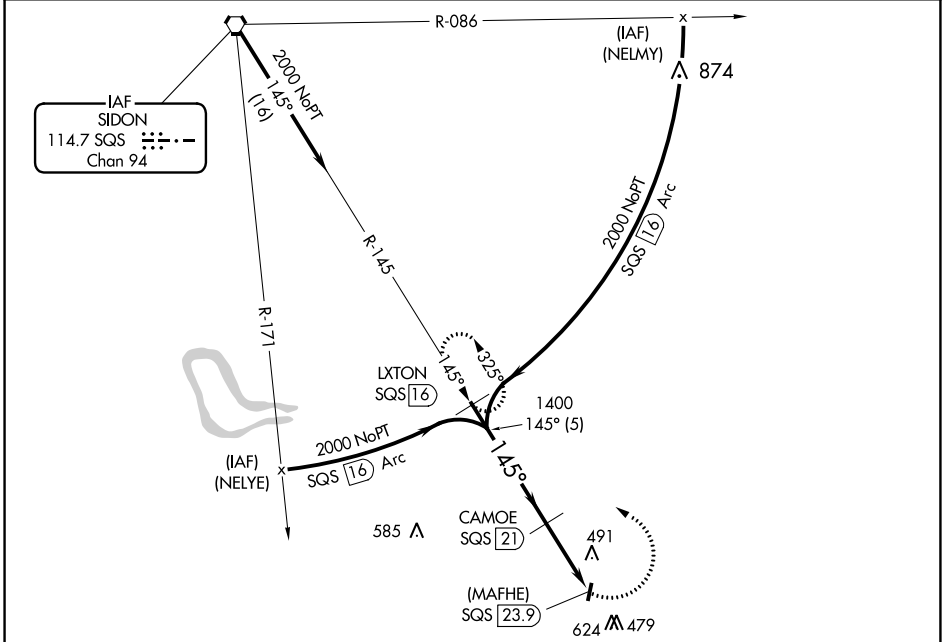 R-086
(IAF)
(NELMY)
874
2000 NoPT
145°
(16)
IAF
SIDON
114.7 SQS
Chan 94
2000 NoPT
SQS 16 Arc
R-145
R-171
145°
325°
LXTON
SQS 16
1400
145° (5)
2000 NoPT
SQS 16 Arc
(IAF)
(NELYE)
145°
585
CAMOE
SQS 21
491
(MAFHE)
SQS 23.9
624
479